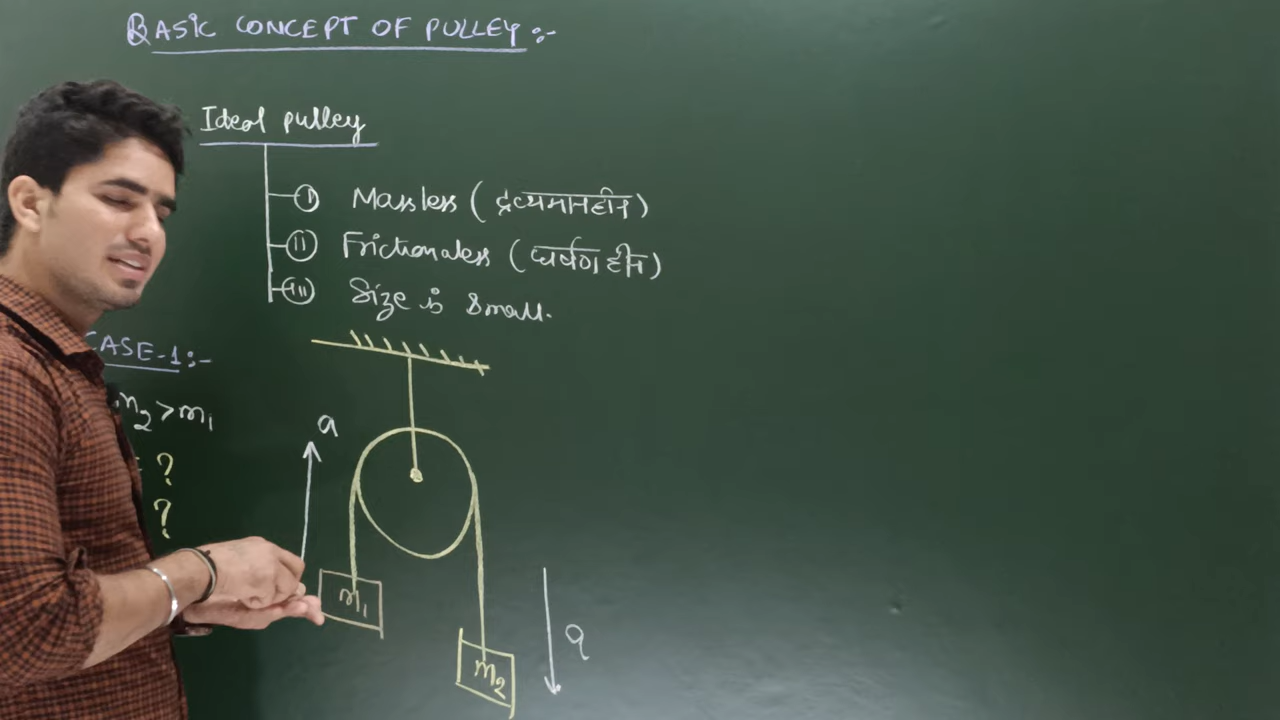 BASIC CONCEPT OF PULLEY :-
Ideal pulley
I Massless (द्रव्यमानहीन)
II Frictionless (घर्षण हीन)
III Size is small.
CASE-1 :-
m2 > m1
?
?
a
m1
m2
a